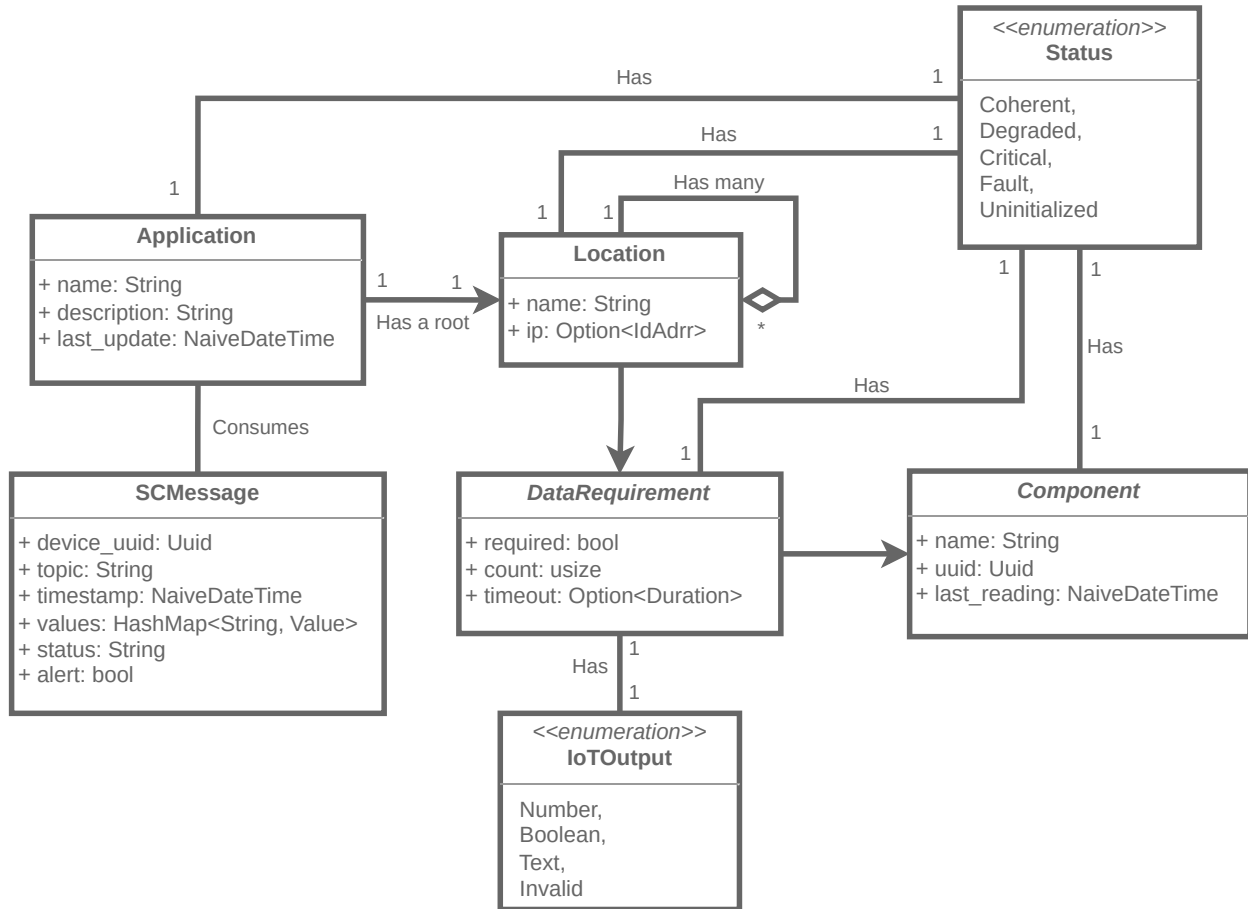 <<enumeration>>
Status
Coherent,
Degraded,
Critical,
Fault,
Uninitialized
Has
1
1
Has
1
1
Has many
1
*
Application
+ name: String
+ description: String
+ last_update: NaiveDateTime
1
1
Has a root
Location
+ name: String
+ ip: Option<IdAdrr>
1
Has
1
1
Has
1
Consumes
SCMessage
+ device_uuid: Uuid
+ topic: String
+ timestamp: NaiveDateTime
+ values: HashMap<String, Value>
+ status: String
+ alert: bool
DataRequirement
+ required: bool
+ count: usize
+ timeout: Option<Duration>
Component
+ name: String
+ uuid: Uuid
+ last_reading: NaiveDateTime
1
Has
1
<<enumeration>>
IoTOutput
Number,
Boolean,
Text,
Invalid